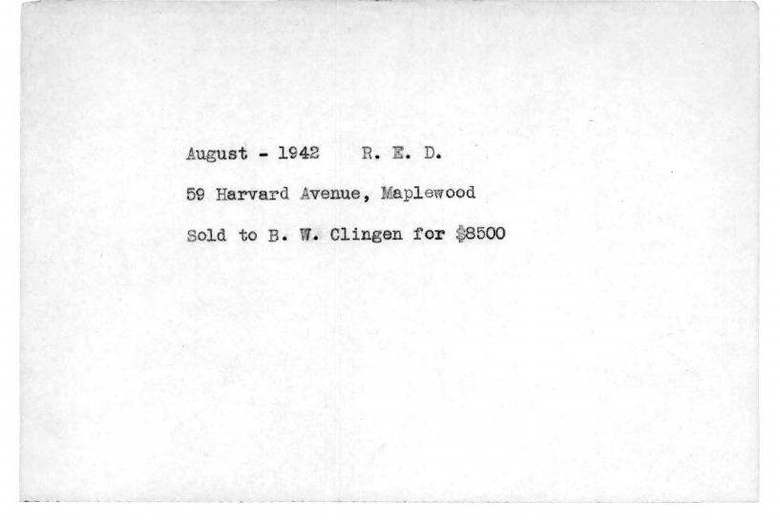 August - 1942 R. E. D.
59 Harvard Avenue, Maplewood
Sold to B. W. Clingen for $8500